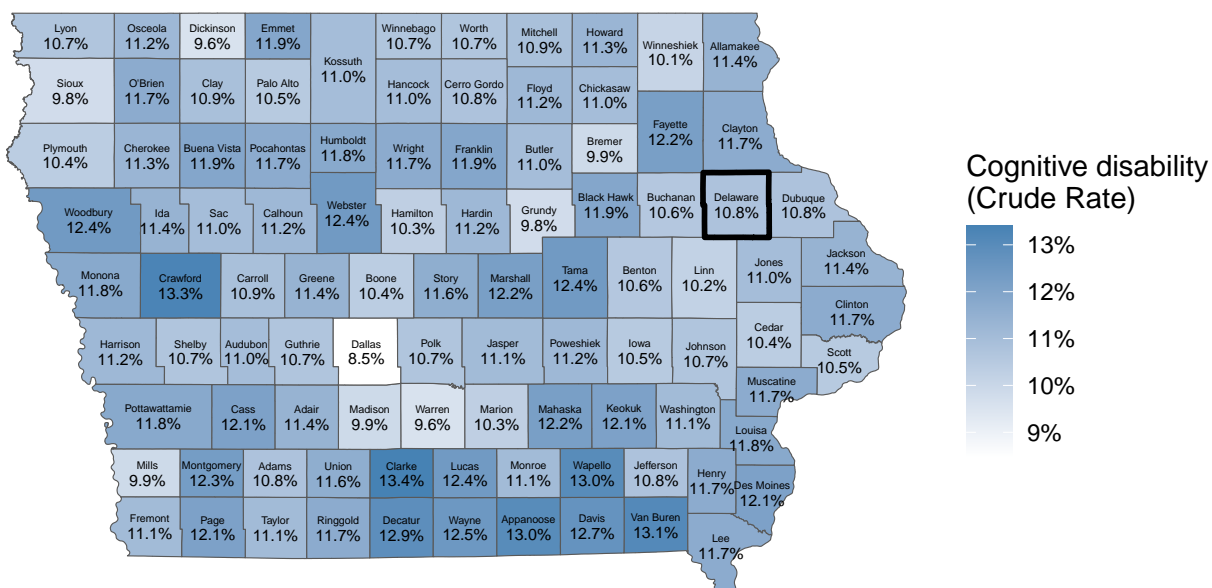 Lyon
10.7%
Osceola
11.2%
Dickinson
9.6%
Emmet
11.9%
Kossuth
11.0%
Winnebago
10.7%
Worth
10.7%
Mitchell
10.9%
Howard
11.3%
Winneshiek
10.1%
Allamakee
11.4%
Sioux
9.8%
O'Brien
11.7%
Clay
10.9%
Palo Alto
10.5%
Hancock
11.0%
Cerro Gordo
10.8%
Floyd
11.2%
Chickasaw
11.0%
Plymouth
10.4%
Cherokee
11.3%
Buena Vista
11.9%
Pocahontas
11.7%
Humboldt
11.8%
Wright
11.7%
Franklin
11.9%
Butler
11.0%
Bremer
9.9%
Fayette
12.2%
Clayton
11.7%
Woodbury
12.4%
Ida
11.4%
Sac
11.0%
Calhoun
11.2%
Webster
12.4%
Hamilton
10.3%
Hardin
11.2%
Grundy
9.8%
Black Hawk
11.9%
Buchanan
10.6%
Delaware
10.8%
Dubuque
10.8%
Monona
11.8%
Crawford
13.3%
Carroll
10.9%
Greene
11.4%
Boone
10.4%
Story
11.6%
Marshall
12.2%
Tama
12.4%
Benton
10.6%
Linn
10.2%
Jones
11.0%
Jackson
11.4%
Clinton
11.7%
Harrison
11.2%
Shelby
10.7%
Audubon
11.0%
Guthrie
10.7%
Dallas
8.5%
Polk
10.7%
Jasper
11.1%
Poweshiek
11.2%
Iowa
10.5%
Johnson
10.7%
Cedar
10.4%
Scott
10.5%
Muscatine
11.7%
Pottawattamie
11.8%
Cass
12.1%
Adair
11.4%
Madison
9.9%
Warren
9.6%
Marion
10.3%
Mahaska
12.2%
Keokuk
12.1%
Washington
11.1%
Louisa
11.8%
Mills
9.9%
Montgomery
12.3%
Adams
10.8%
Union
11.6%
Clarke
13.4%
Lucas
12.4%
Monroe
11.1%
Wapello
13.0%
Jefferson
10.8%
Henry
11.7%
Des Moines
12.1%
Fremont
11.1%
Page
12.1%
Taylor
11.1%
Ringgold
11.7%
Decatur
12.9%
Wayne
12.5%
Appanoose
13.0%
Davis
12.7%
Van Buren
13.1%
Lee
11.7%
Cognitive disability
(Crude Rate)
13%
12%
11%
10%
9%